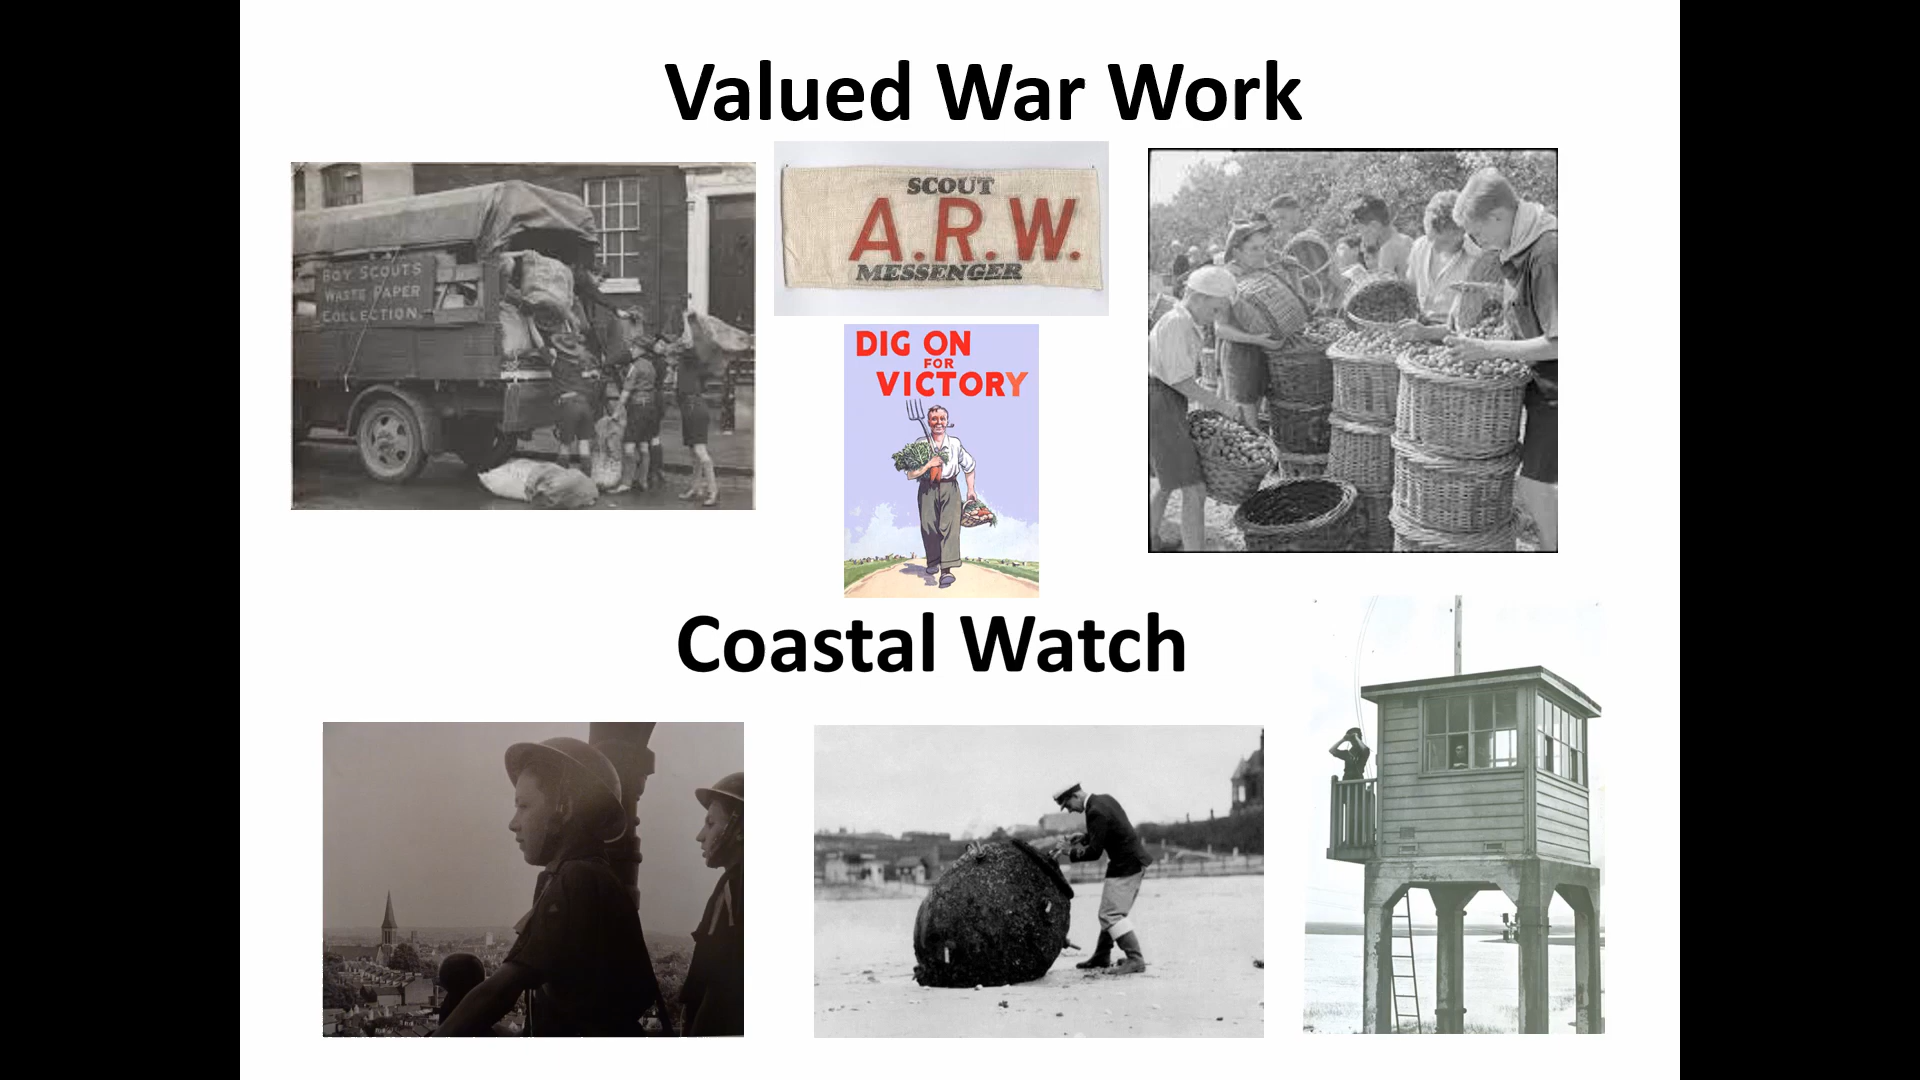 Valued War Work
BOY SCOUTS
WASTE PAPER
COLLECTION.
SCOUT
A.R.W.
MESSENGER
DIG ON
FOR
VICTORY
Coastal Watch